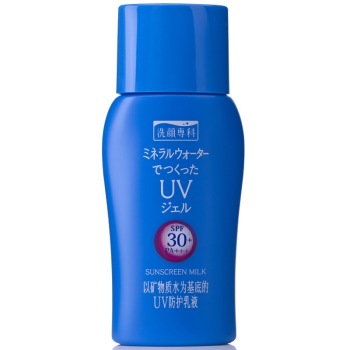 洗顔専科
ミネラルウォーター
でつくった
UV
ジェル
SPF
30+
PA+++
SUNSCREEN MILK
以矿物质水为基底的
UV防护乳液